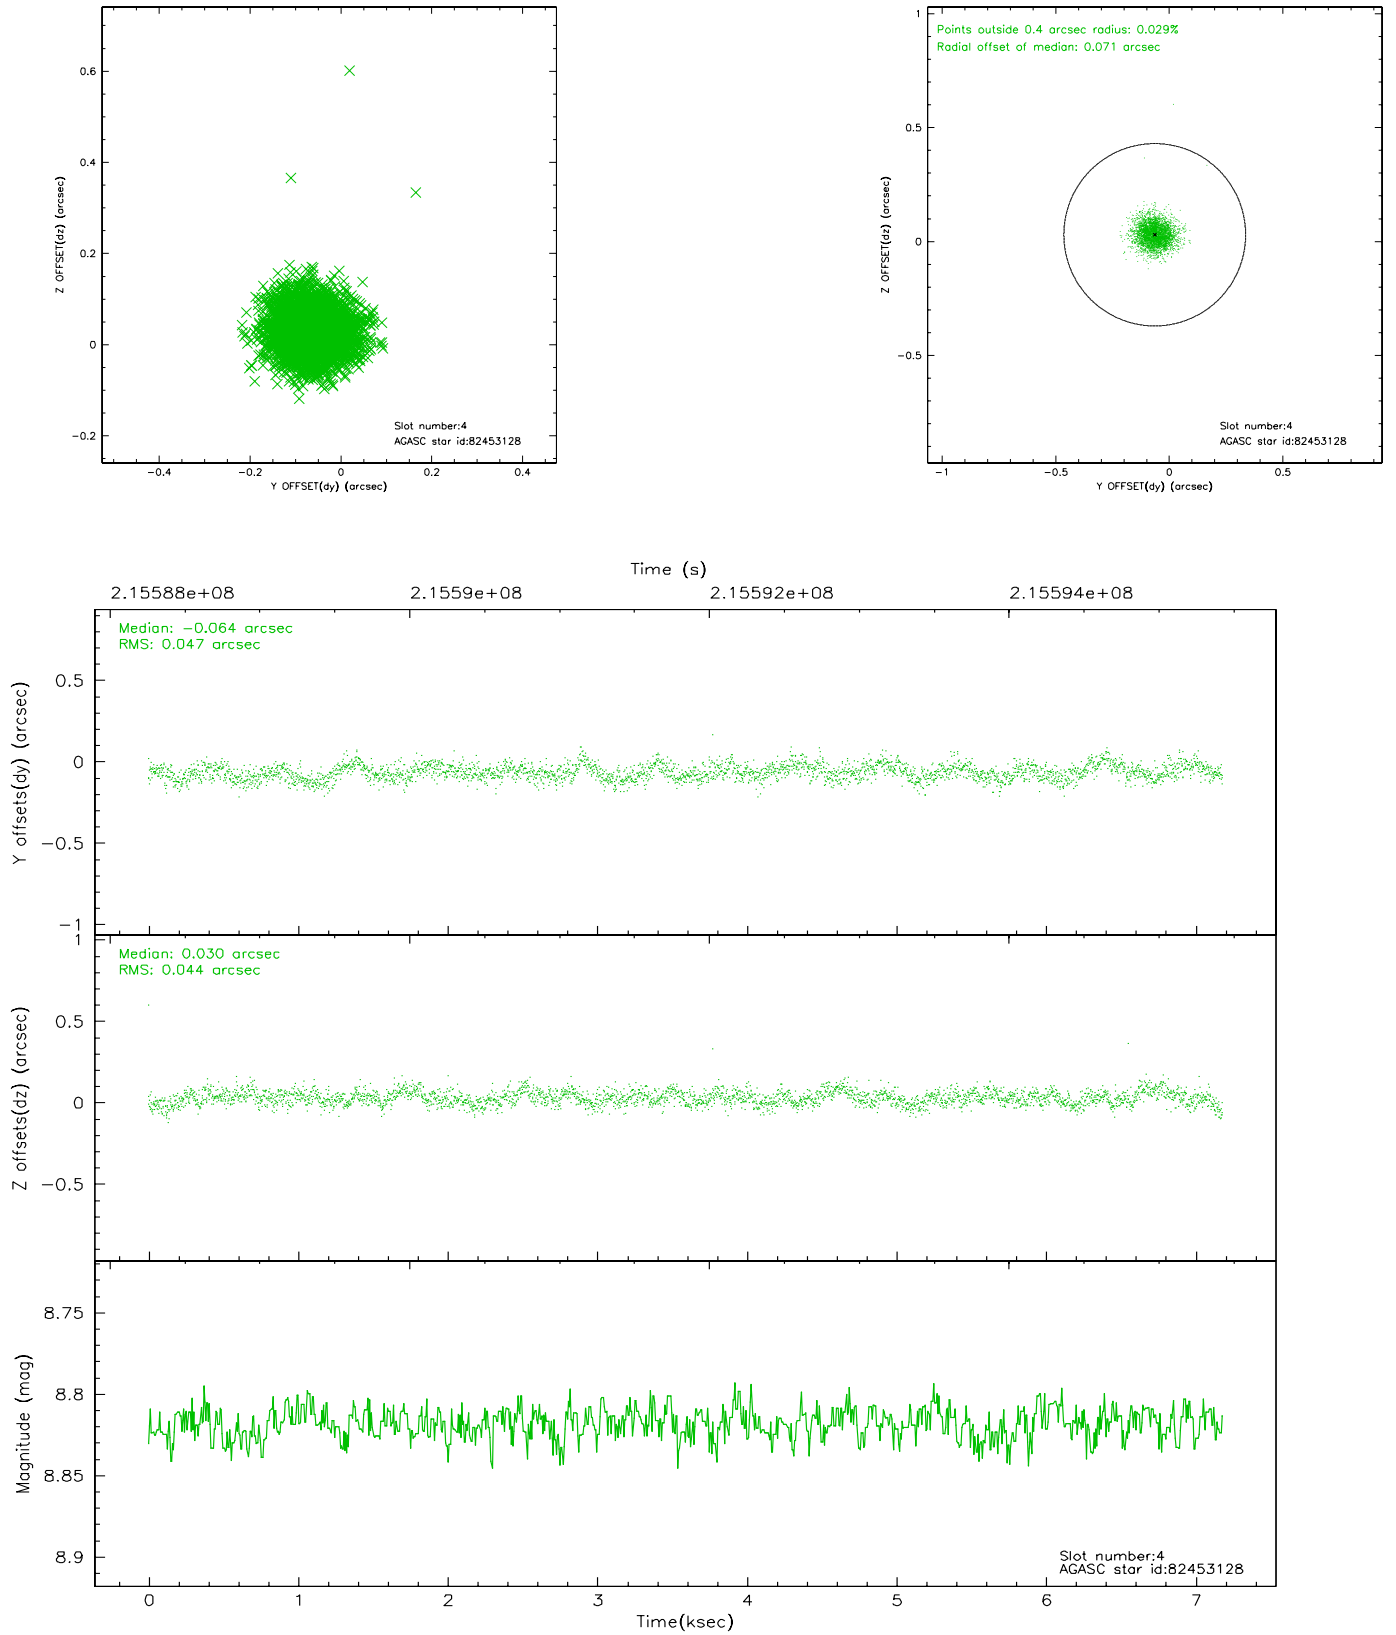 0.6
0.4
0.2
0
−0.2
Z OFFSET(dz) (arcsec)
Slot number:4
AGASC star id:82453128
−0.4
−0.2
0
0.2
0.4
Y OFFSET(dy) (arcsec)
Points outside 0.4 arcsec radius: 0.029%
Radial offset of median: 0.071 arcsec
1
0.5
0
−0.5
Z OFFSET(dz) (arcsec)
Slot number:4
AGASC star id:82453128
−1
−0.5
0
0.5
Y OFFSET(dy) (arcsec)
Time (s)
2.15588e+08
2.1559e+08
2.15592e+08
2.15594e+08
Median: −0.064 arcsec
RMS: 0.047 arcsec
0.5
0
−0.5
−1
Y offsets(dy) (arcsec)
Median: 0.030 arcsec
RMS: 0.044 arcsec
1
0.5
0
−0.5
Z offsets(dz) (arcsec)
8.75
8.8
8.85
8.9
Magnitude (mag)
Slot number:4
AGASC star id:82453128
0
1
2
3
4
5
6
7
Time(ksec)